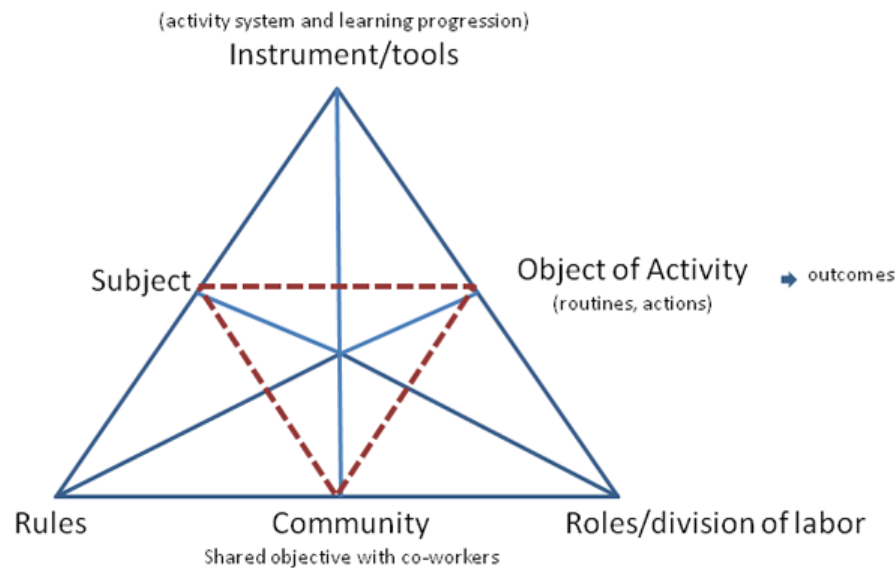 (activity system and learning progression)
Instrument/tools
Subject
Object of Activity
outcomes
(routines, actions)
Rules
Community
Roles/division of labor
Shared objective with co-workers